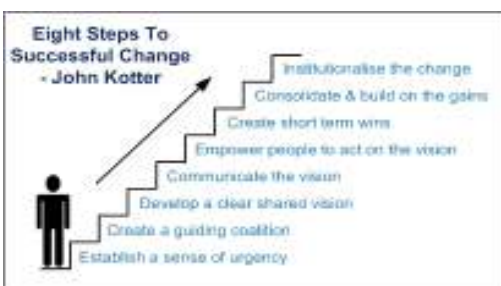 Eight Steps To
Successful Change
- John Kotter
Institutionalise the change
Consolidate & build on the gains
Create short term wins
Empower people to act on the vision
Communicate the vision
Develop a clear shared vision
Create a guiding coalition
Establish a sense of urgency